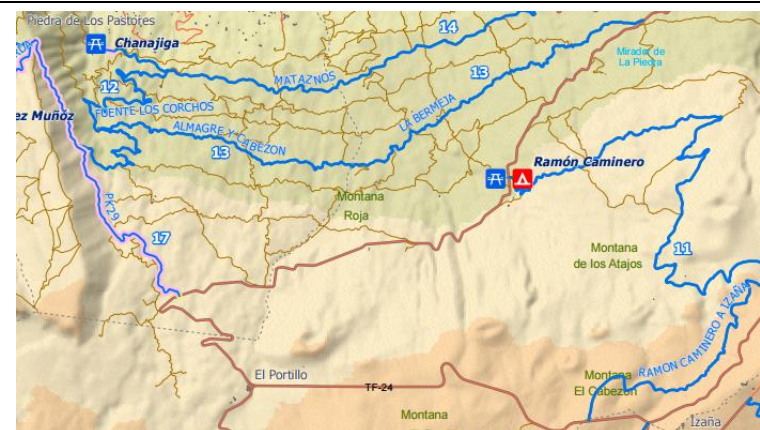 Piedra de Los Pastores
Chanajiga
14
MATAZNOS
Mirador de
La Piedra
13
12
FUENTE LOS CORCHOS
LA BERMEJA
ez Muñoz
ALMAGRE Y CABEZON
13
Ramón Caminero
PK29
Montana
Roja
17
Montana
de los Atajos
11
RAMON CAMINERO A IZAÑA
El Portillo
TF-24
Montana
El Cabezon
Montana
Izaña